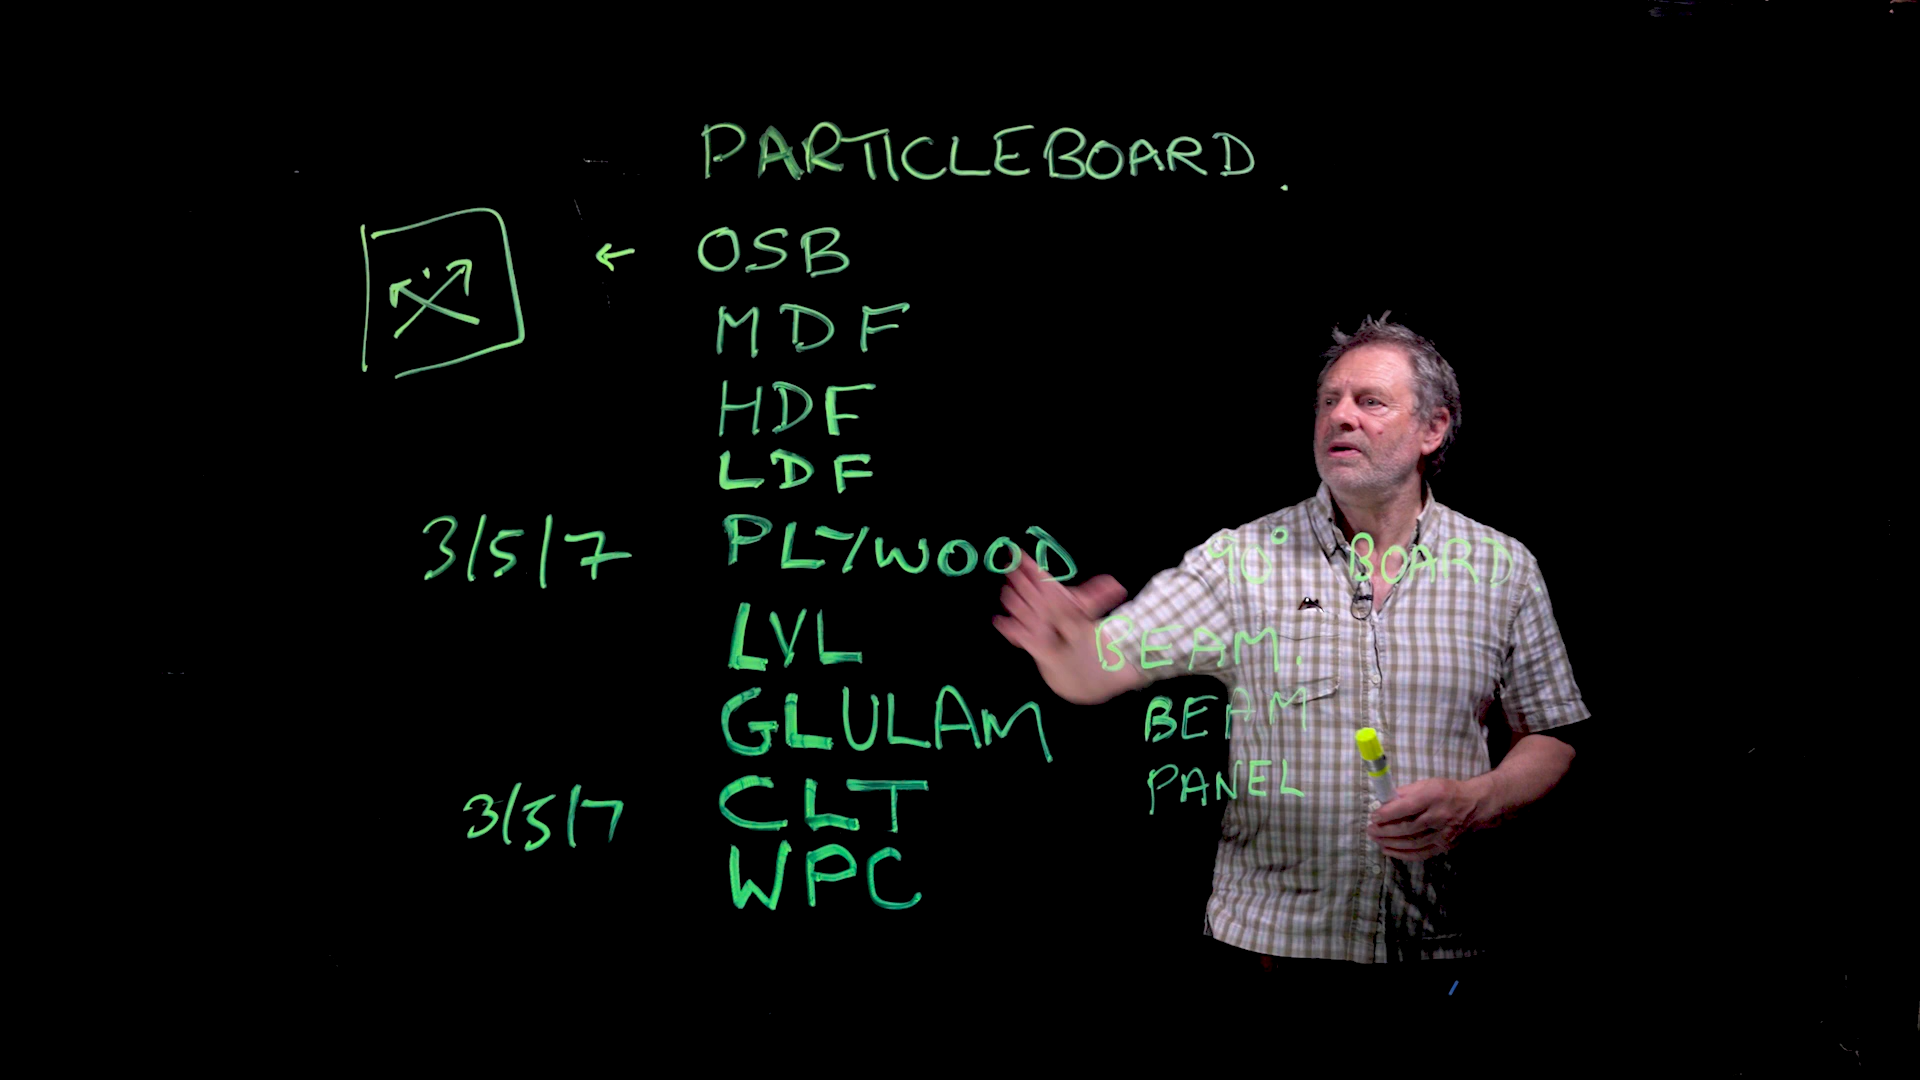 PARTICLEBOARD.
← OSB
MDF
HDF
LDF
3/5/7 PLYWOOD 90° BOARD.
LVL BEAM.
GLULAM BEAM
3/5/7 CLT PANEL
WPC